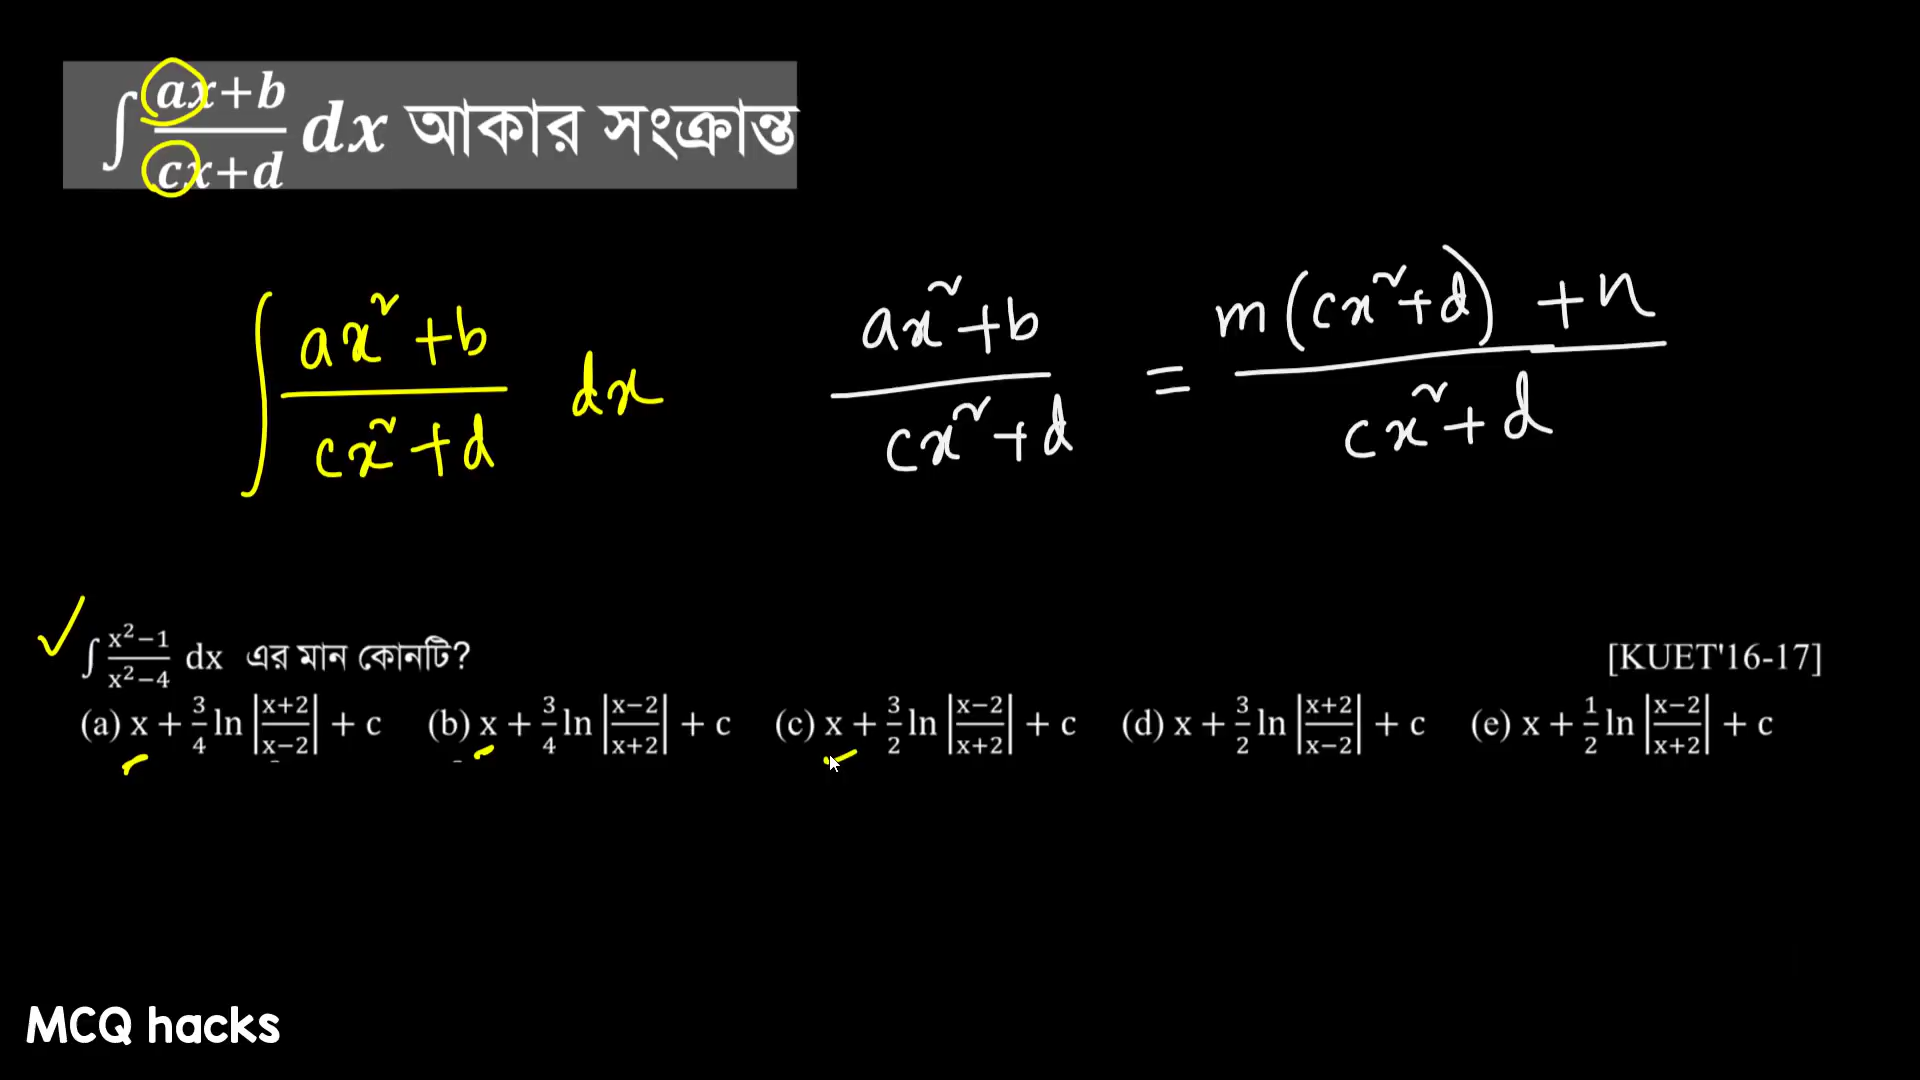 ∫ (ax+b)/(cx+d) dx আকার সংক্রান্ত
∫ (ax²+b)/(cx²+d) dx    (ax²+b)/(cx²+d) = (m(cx²+d)+n)/(cx²+d)
∫ (x²−1)/(x²−4) dx এর মান কোনটি? [KUET'16-17]
(a) x + 3/4 ln |(x+2)/(x−2)| + c (b) x + 3/4 ln |(x−2)/(x+2)| + c (c) x + 3/2 ln |(x−2)/(x+2)| + c (d) x + 3/2 ln |(x+2)/(x−2)| + c (e) x + 1/2 ln |(x−2)/(x+2)| + c
MCQ hacks